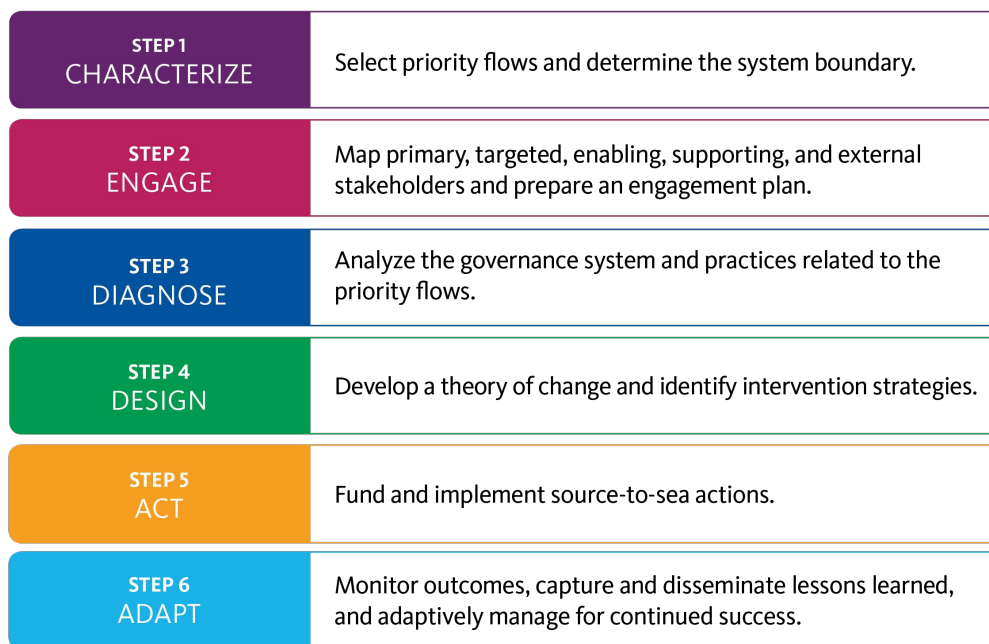 STEP 1
CHARACTERIZE
Select priority flows and determine the system boundary.
STEP 2
ENGAGE
Map primary, targeted, enabling, supporting, and external
stakeholders and prepare an engagement plan.
STEP 3
DIAGNOSE
Analyze the governance system and practices related to the
priority flows.
STEP 4
DESIGN
Develop a theory of change and identify intervention strategies.
STEP 5
ACT
Fund and implement source-to-sea actions.
STEP 6
ADAPT
Monitor outcomes, capture and disseminate lessons learned,
and adaptively manage for continued success.